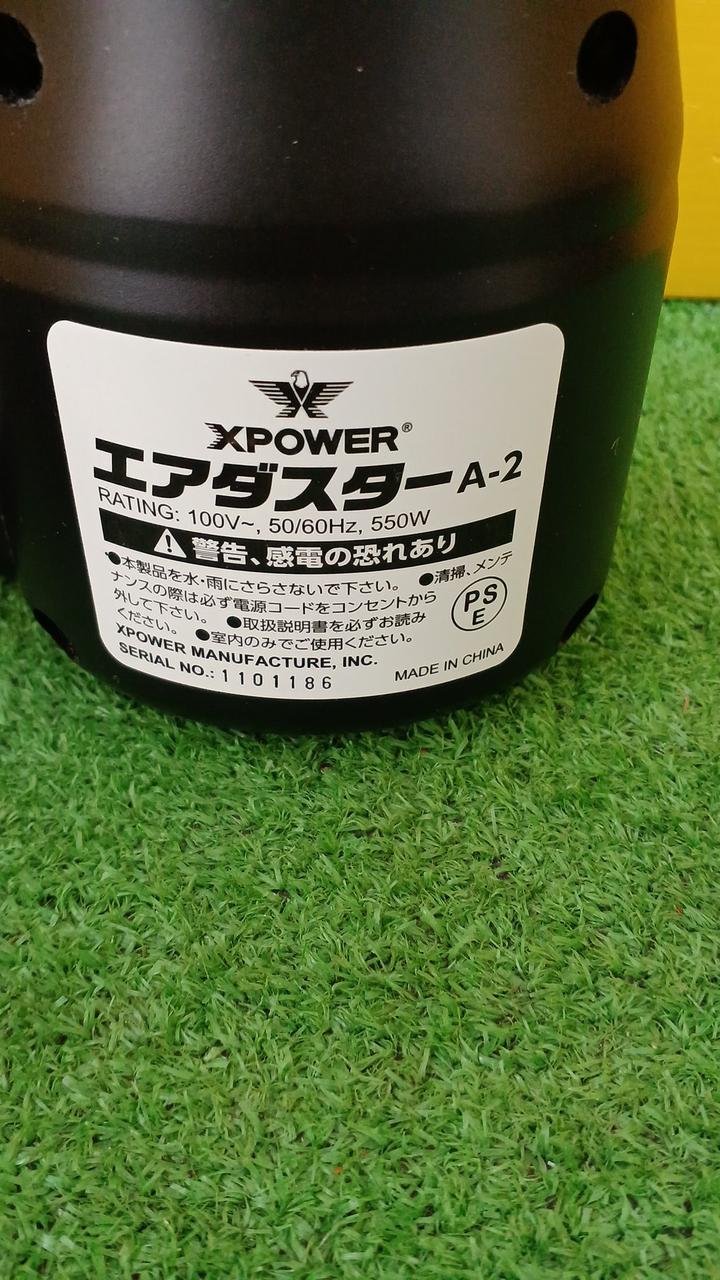 XPOWER®
エアダスターA-2
RATING: 100V~, 50/60Hz, 550W
警告、感電の恐れあり
●本製品を水・雨にさらさないで下さい。 ●清掃、メンテ
ナンスの際は必ず電源コードをコンセントから
外して下さい。 ●取扱説明書を必ずお読み
ください。 ●室内のみでご使用ください。
PS
E
XPOWER MANUFACTURE, INC.
SERIAL NO.: 1101186
MADE IN CHINA